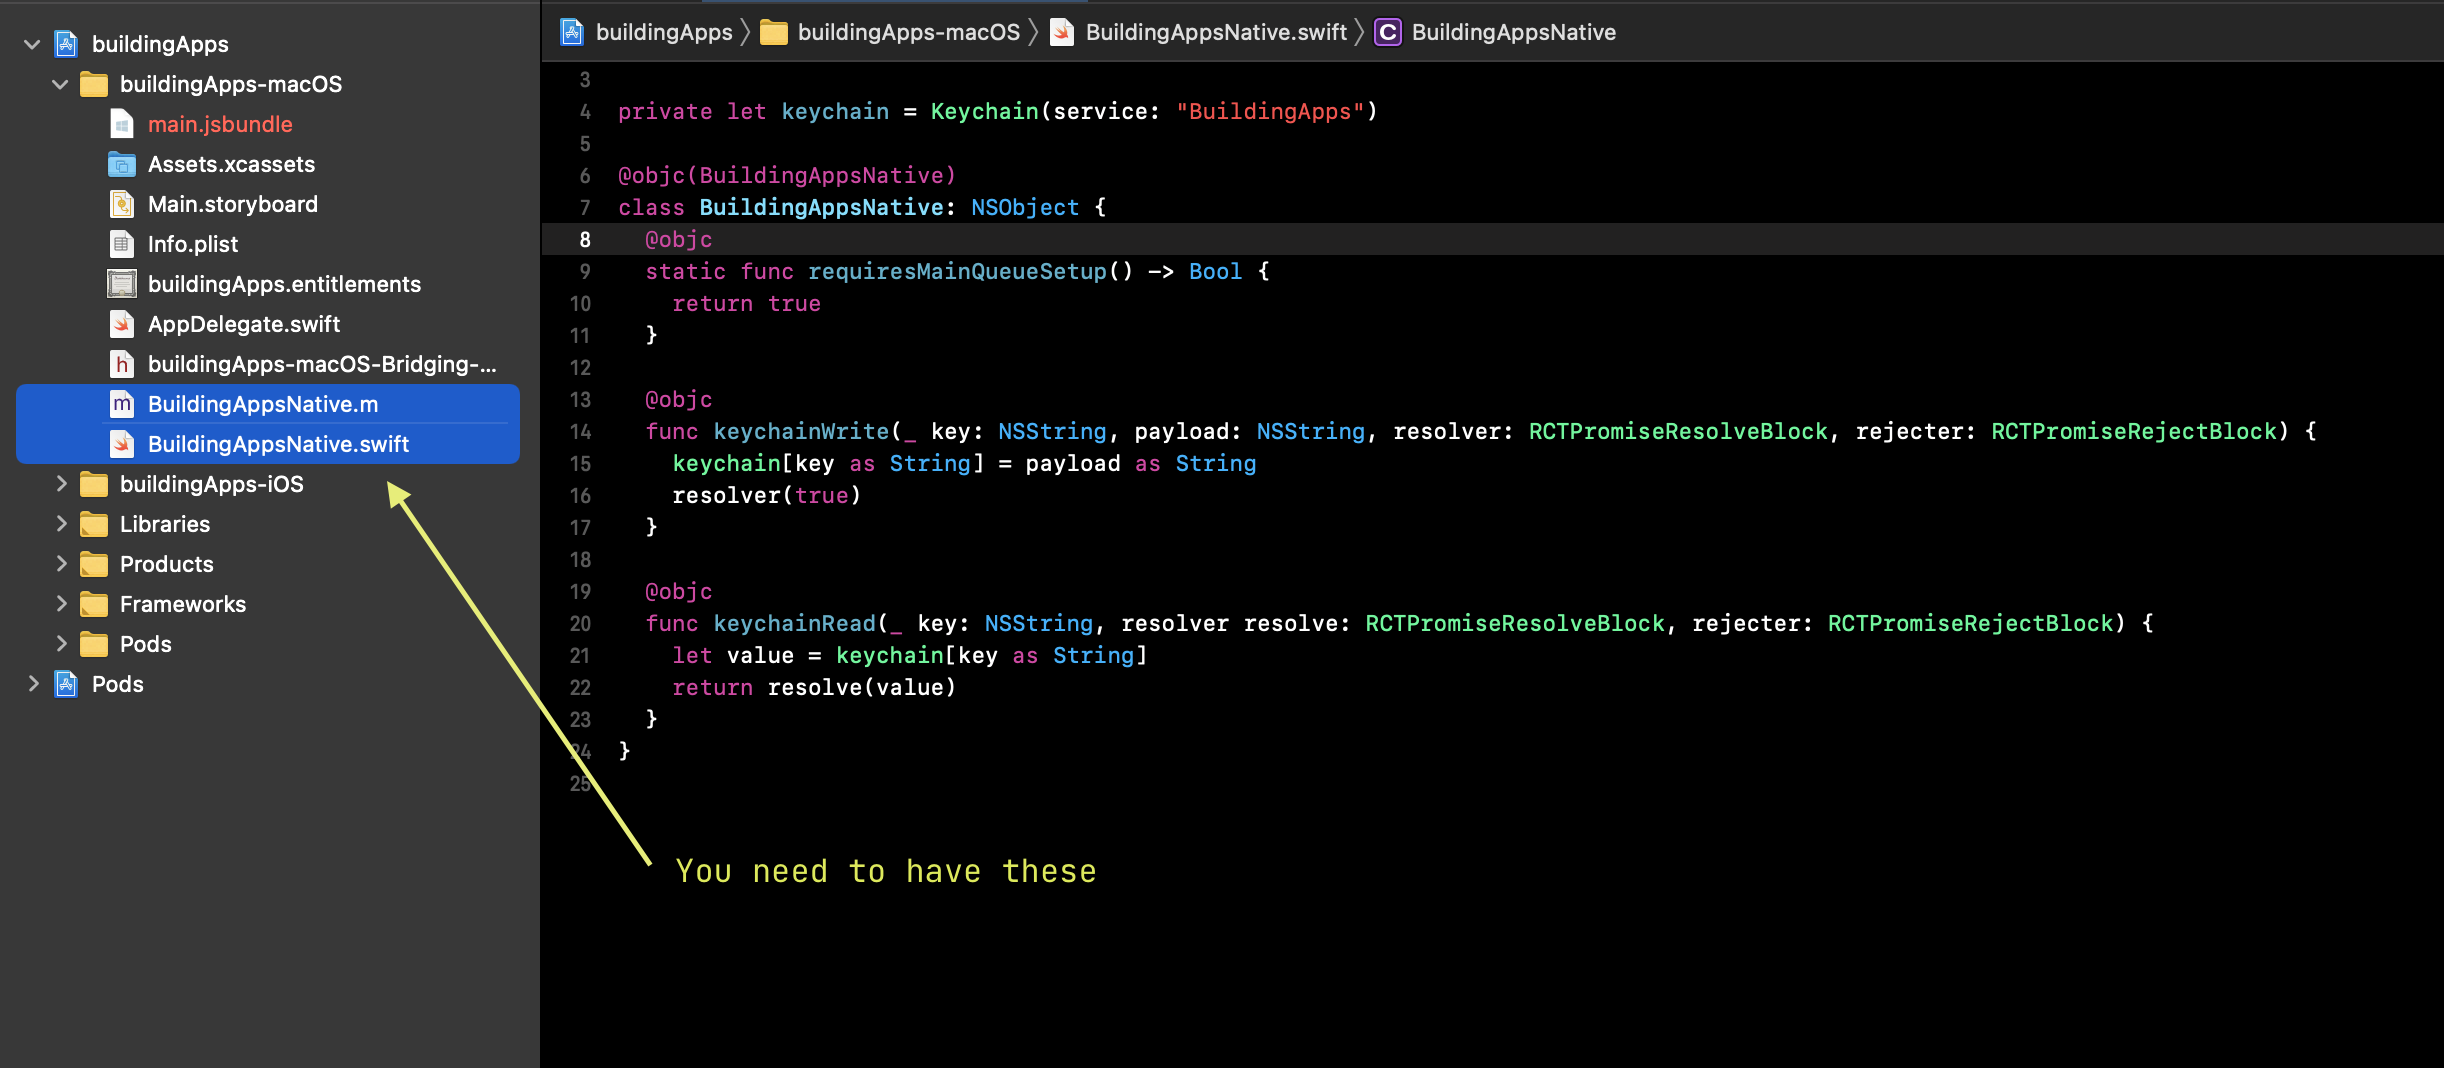 buildingApps
buildingApps-macOS
main.jsbundle
Assets.xcassets
Main.storyboard
Info.plist
buildingApps.entitlements
AppDelegate.swift
h buildingApps-macOS-Bridging-...
m BuildingAppsNative.m
BuildingAppsNative.swift
buildingApps-iOS
Libraries
Products
Frameworks
Pods
Pods
buildingApps buildingApps-macOS BuildingAppsNative.swift C BuildingAppsNative
3
4 private let keychain = Keychain(service: "BuildingApps")
5
6 @objc(BuildingAppsNative)
7 class BuildingAppsNative: NSObject {
8 @objc
9 static func requiresMainQueueSetup() -> Bool {
10 return true
11 }
12
13 @objc
14 func keychainWrite(_ key: NSString, payload: NSString, resolver: RCTPromiseResolveBlock, rejecter: RCTPromiseRejectBlock) {
15 keychain[key as String] = payload as String
16 resolver(true)
17 }
18
19 @objc
20 func keychainRead(_ key: NSString, resolver resolve: RCTPromiseResolveBlock, rejecter: RCTPromiseRejectBlock) {
21 let value = keychain[key as String]
22 return resolve(value)
23 }
24 }
25
You need to have these